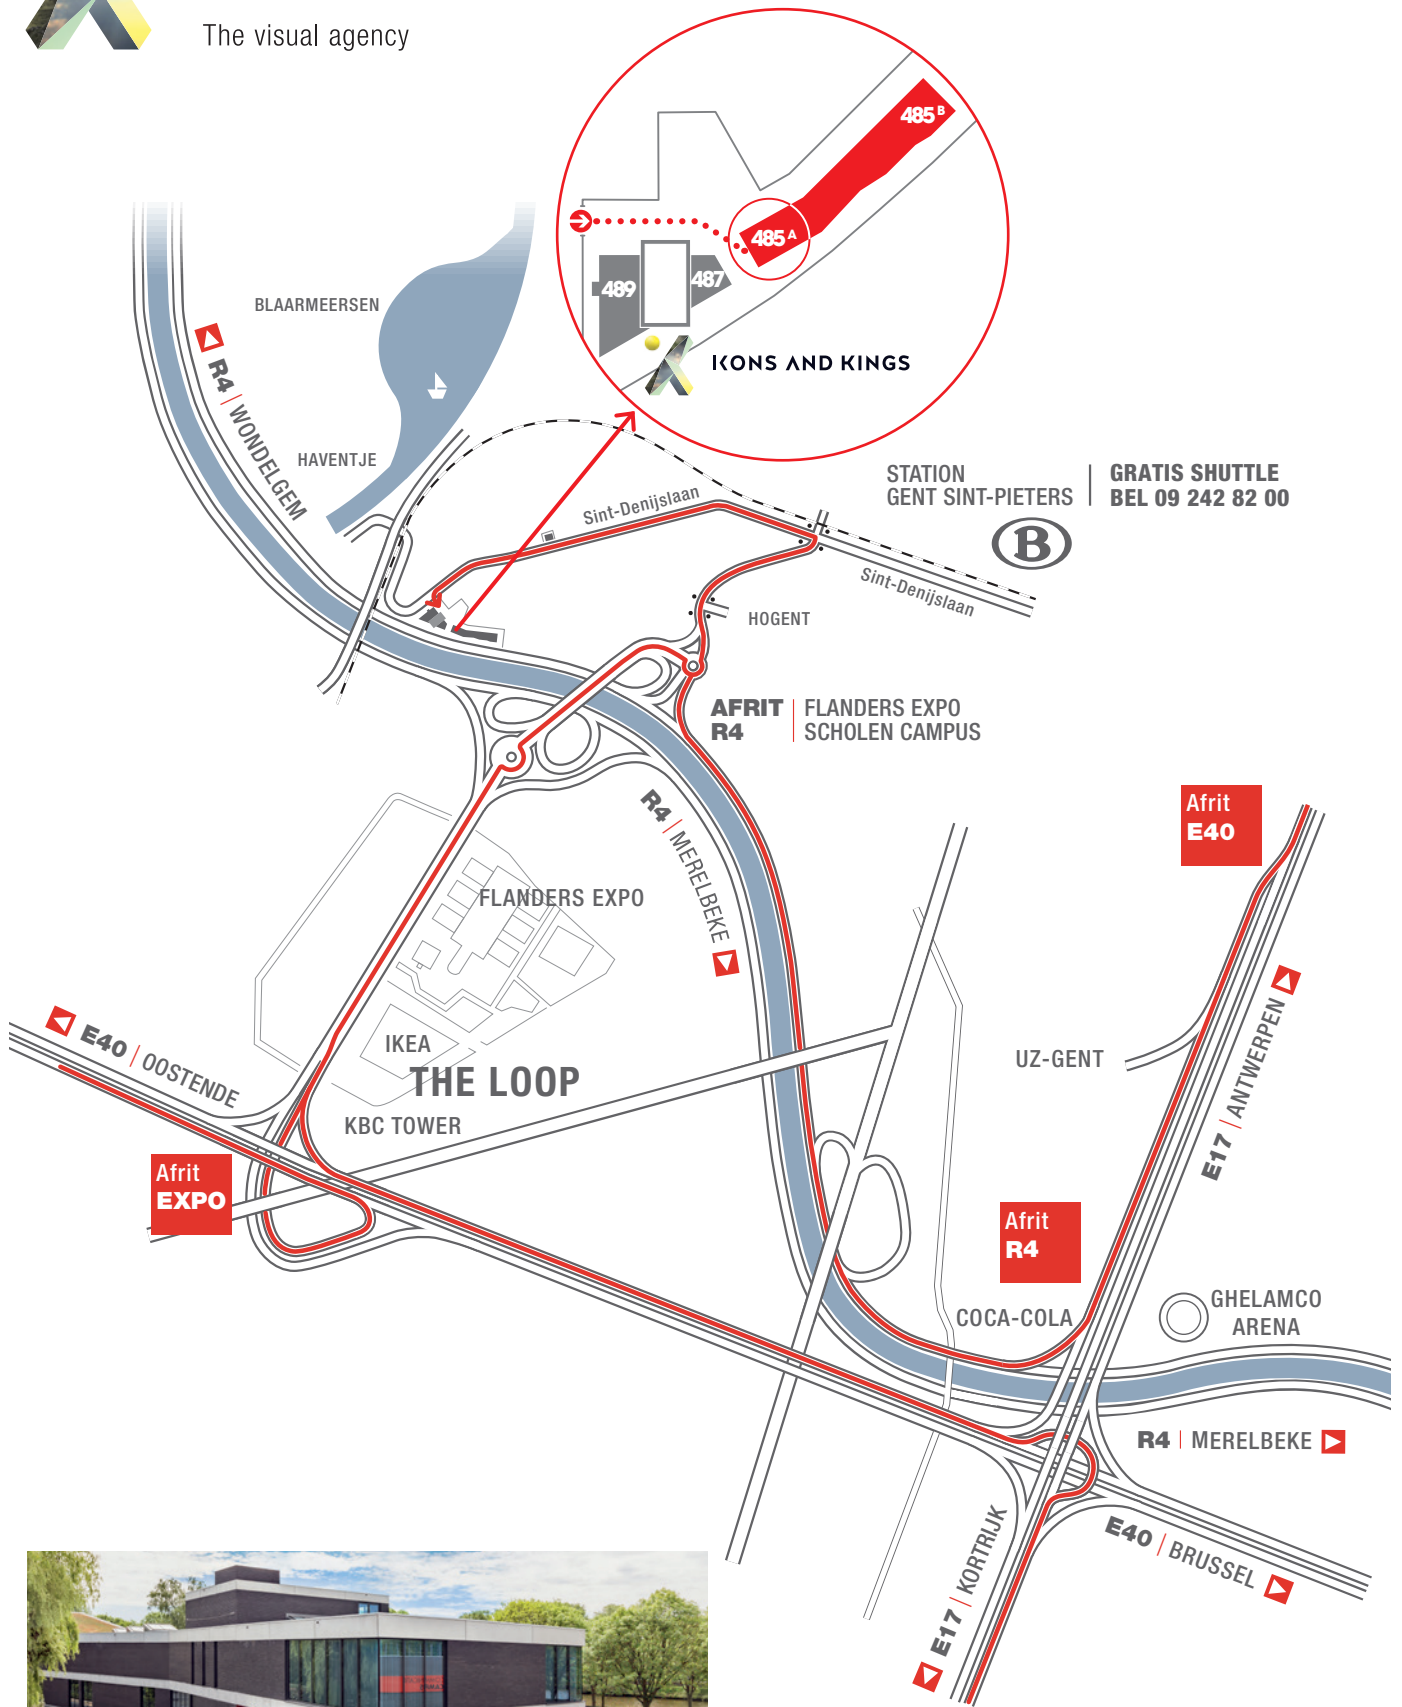 The visual agency
485 B
485 A
487
489
IKONS AND KINGS
BLAARMEERSEN
R4 | WONDELGEM
HAVENTJE
STATION
GENT SINT-PIETERS
GRATIS SHUTTLE
BEL 09 242 82 00
B
Sint-Denijslaan
Sint-Denijslaan
HOGENT
AFRIT
R4
FLANDERS EXPO
SCHOLEN CAMPUS
R4 | MERELBEKE
Afrit
E40
FLANDERS EXPO
E40 | OOSTENDE
IKEA
THE LOOP
KBC TOWER
UZ-GENT
E17 | ANTWERPEN
Afrit
EXPO
Afrit
R4
COCA-COLA
GHELAMCO
ARENA
R4 | MERELBEKE
E40 | BRUSSEL
E17 | KORTRIJK